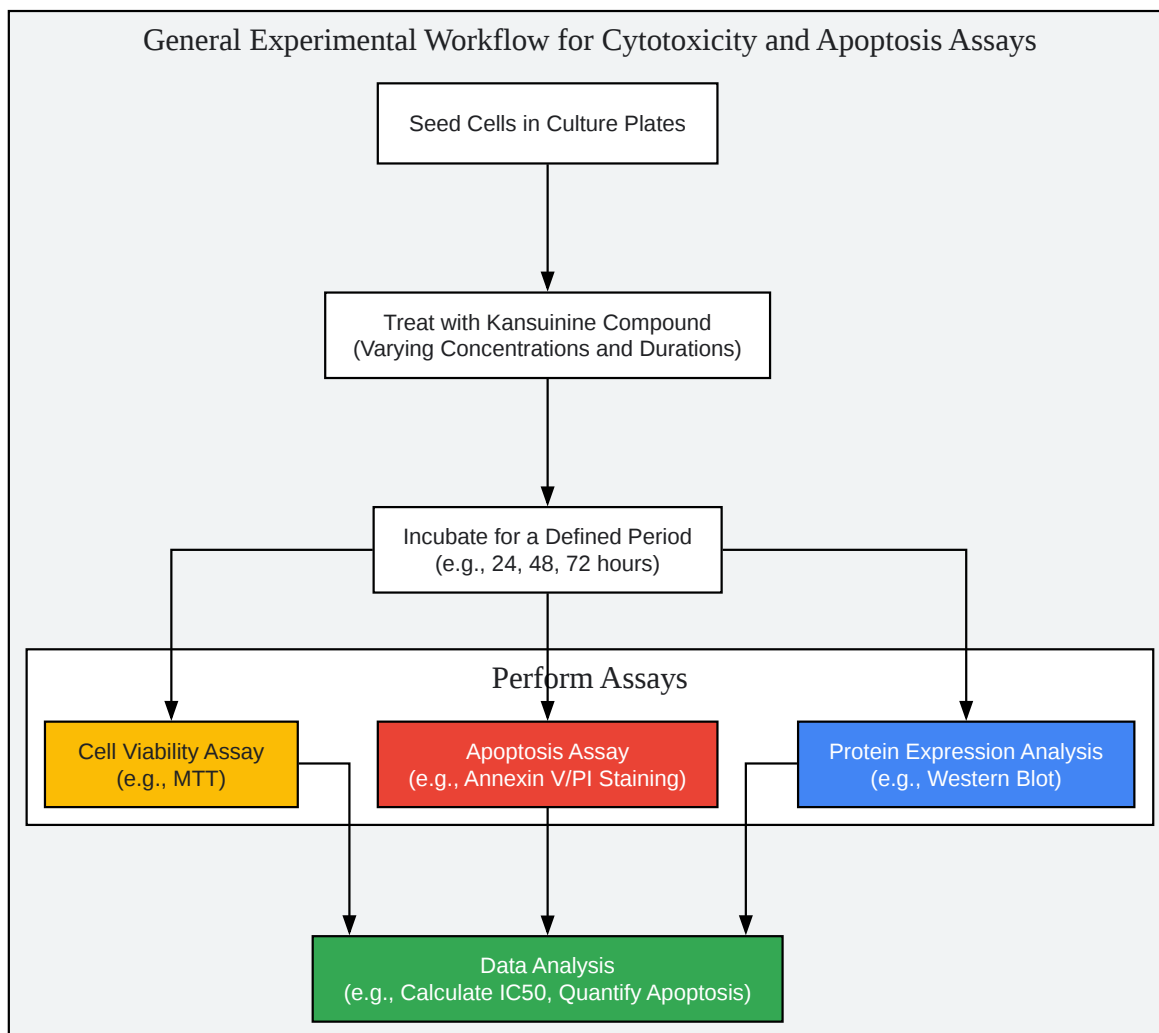 General Experimental Workflow for Cytotoxicity and Apoptosis Assays
Seed Cells in Culture Plates
Treat with Kansuinine Compound
(Varying Concentrations and Durations)
Incubate for a Defined Period
(e.g., 24, 48, 72 hours)
Perform Assays
Cell Viability Assay
(e.g., MTT)
Apoptosis Assay
(e.g., Annexin V/PI Staining)
Protein Expression Analysis
(e.g., Western Blot)
Data Analysis
(e.g., Calculate IC50, Quantify Apoptosis)